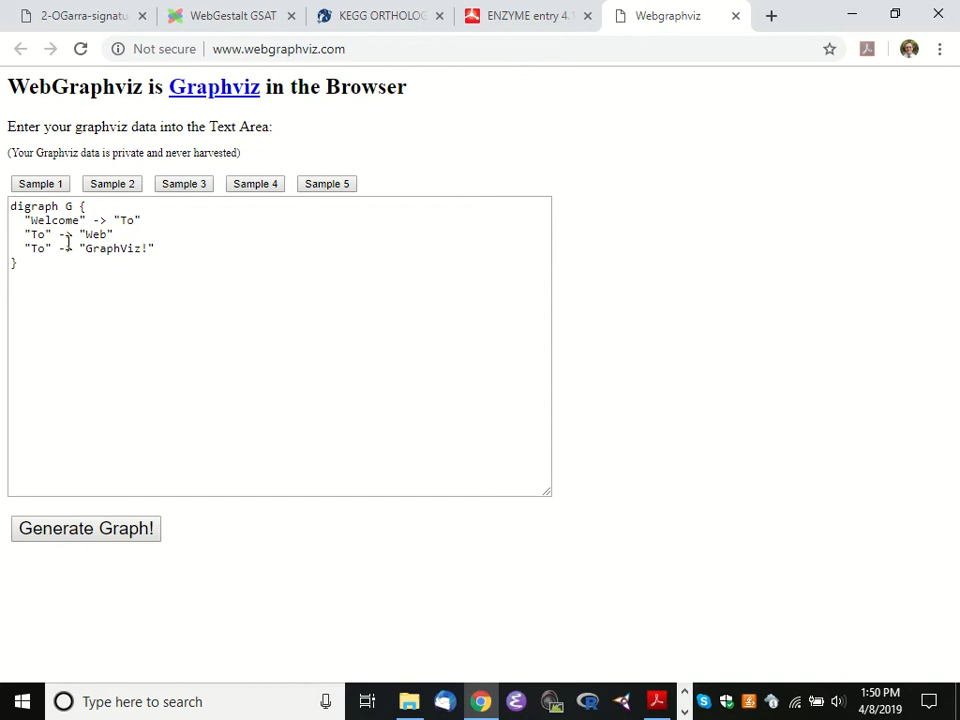 2-OGarra-signatu
WebGestalt GSAT
KEGG ORTHOLOG
ENZYME entry 4.1
Webgraphviz
Not secure
www.webgraphviz.com
WebGraphviz is Graphviz in the Browser
Enter your graphviz data into the Text Area:
(Your Graphviz data is private and never harvested)
Sample 1
Sample 2
Sample 3
Sample 4
Sample 5
digraph G {
"Welcome" -> "To"
"To" -> "Web"
"To" -> "GraphViz!"
}
Generate Graph!
Type here to search
1:50 PM
4/8/2019